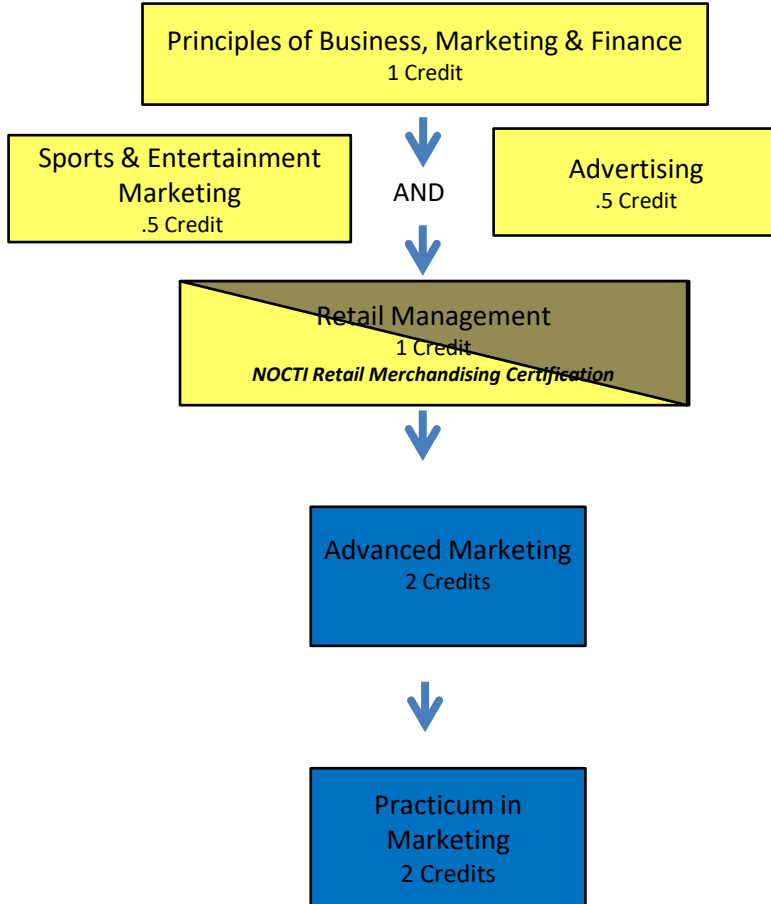 Principles of Business, Marketing & Finance
1 Credit
Sports & Entertainment
Marketing
.5 Credit
AND
Advertising
.5 Credit
Retail Management
1 Credit
NOCTI Retail Merchandising Certification
Advanced Marketing
2 Credits
Practicum in
Marketing
2 Credits